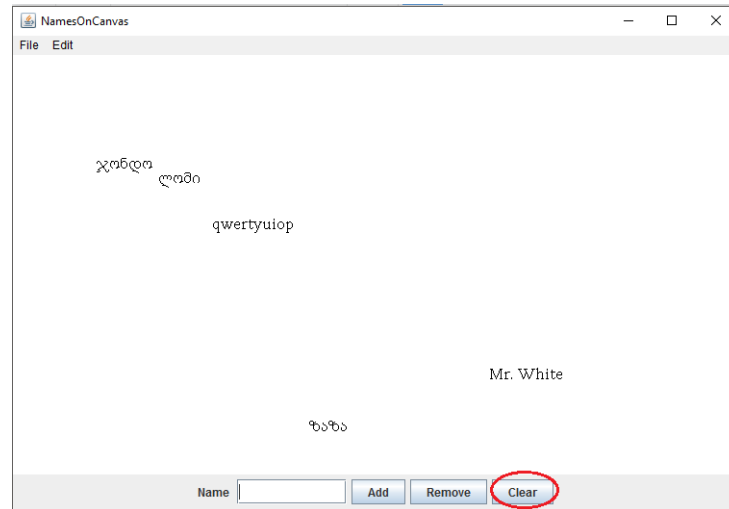 NamesOnCanvas
File Edit
ჯონდო
ლომი
qwertyuiop
Mr. White
ზაზა
Name Add Remove Clear